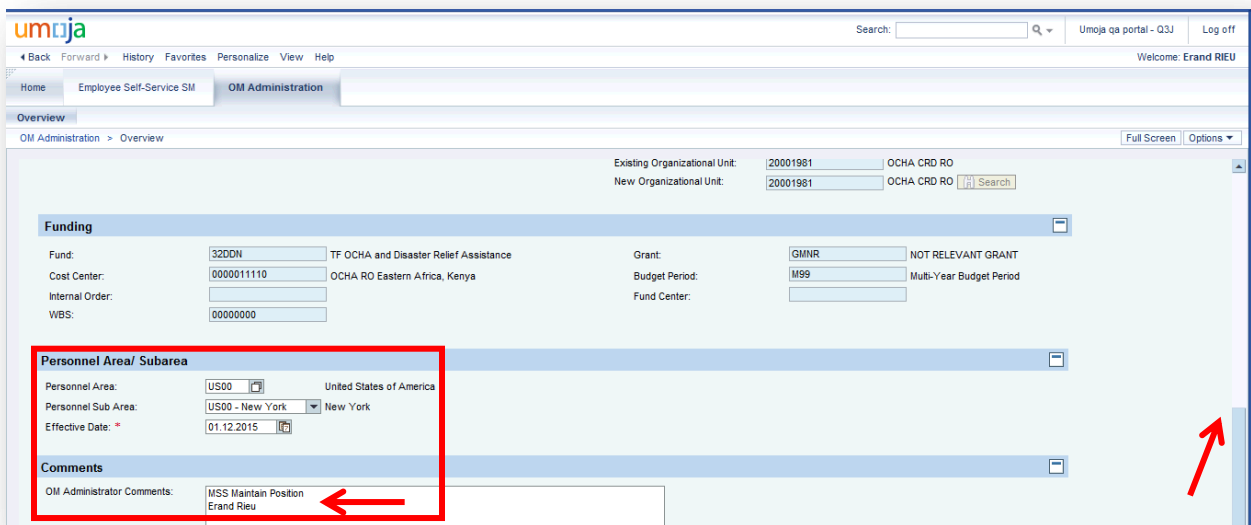 umoja
Search:
Umoja qa portal - Q3J
Log off
Back Forward History Favorites Personalize View Help
Welcome: Erand RIEU
Home Employee Self-Service SM OM Administration
Overview
OM Administration > Overview
Full Screen Options
Existing Organizational Unit: 20001981 OCHA CRD RO
New Organizational Unit: 20001981 OCHA CRD RO Search
Funding
Fund: 32DDN TF OCHA and Disaster Relief Assistance Grant: GMNR NOT RELEVANT GRANT
Cost Center: 0000011110 OCHA RO Eastern Africa, Kenya Budget Period: M99 Multi-Year Budget Period
Internal Order: Fund Center:
WBS: 00000000
Personnel Area/ Subarea
Personnel Area: US00 United States of America
Personnel Sub Area: US00 - New York New York
Effective Date: * 01.12.2015
Comments
OM Administrator Comments: MSS Maintain Position
Erand Rieu